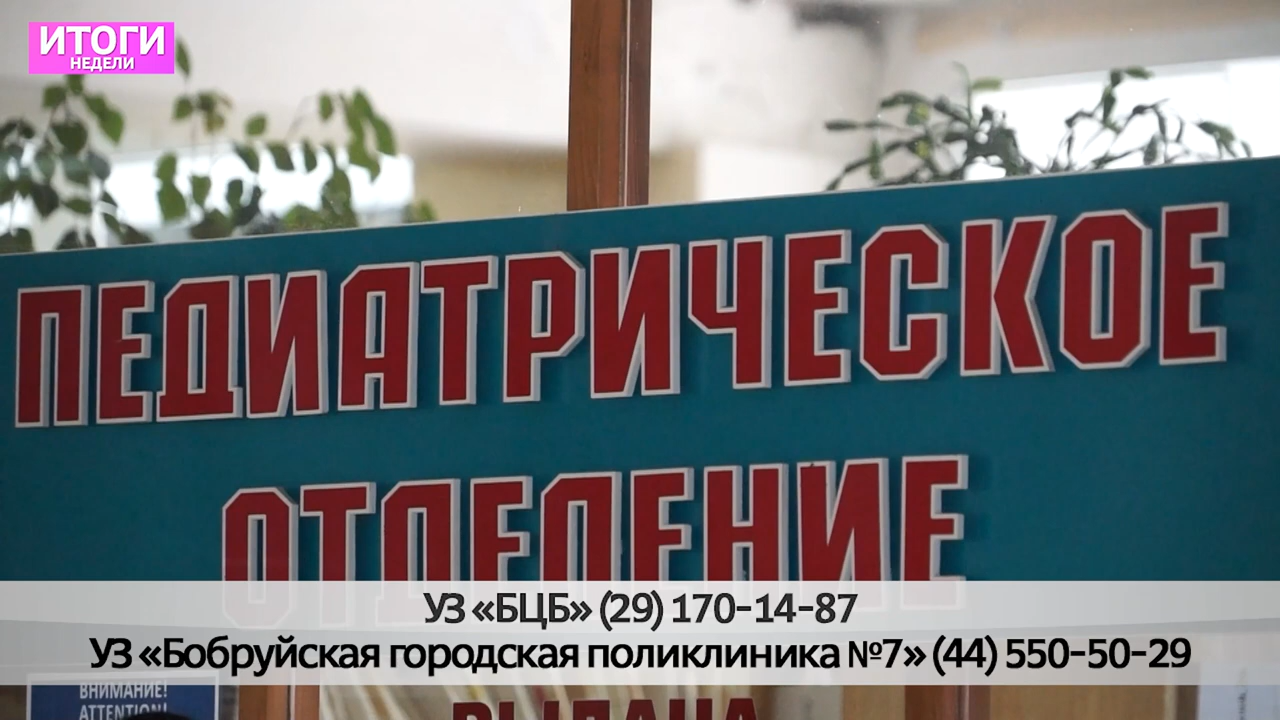 ИТОГИ
НЕДЕЛИ
ПЕДИАТРИЧЕСКОЕ
ОТДЕЛЕНИЕ
УЗ «БЦБ» (29) 170-14-87
УЗ «Бобруйская городская поликлиника №7» (44) 550-50-29
ВНИМАНИЕ!
ATTENTION!